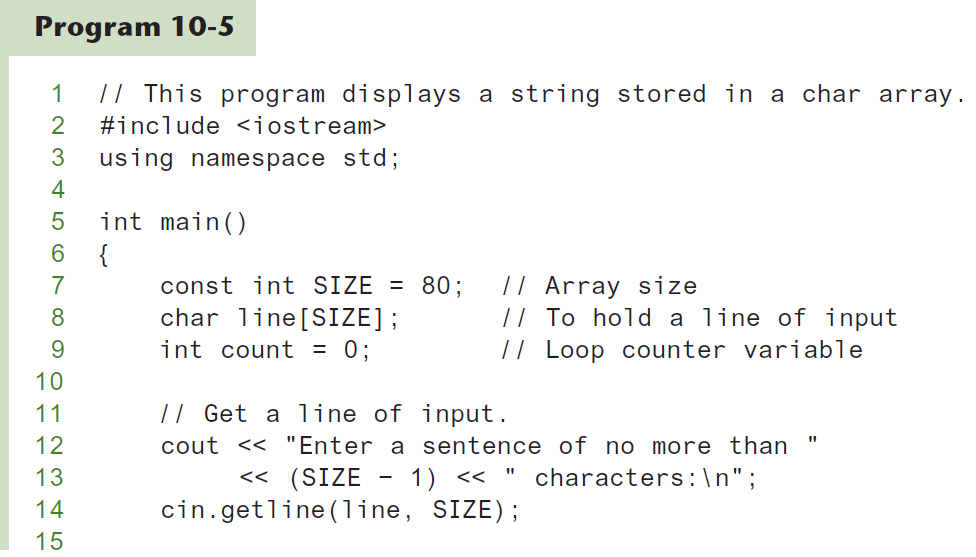 Program 10-5
1 // This program displays a string stored in a char array.
2 #include <iostream>
3 using namespace std;
4
5 int main()
6 {
7 const int SIZE = 80; // Array size
8 char line[SIZE]; // To hold a line of input
9 int count = 0; // Loop counter variable
10
11 // Get a line of input.
12 cout << "Enter a sentence of no more than "
13 << (SIZE − 1) << " characters:\n";
14 cin.getline(line, SIZE);
15